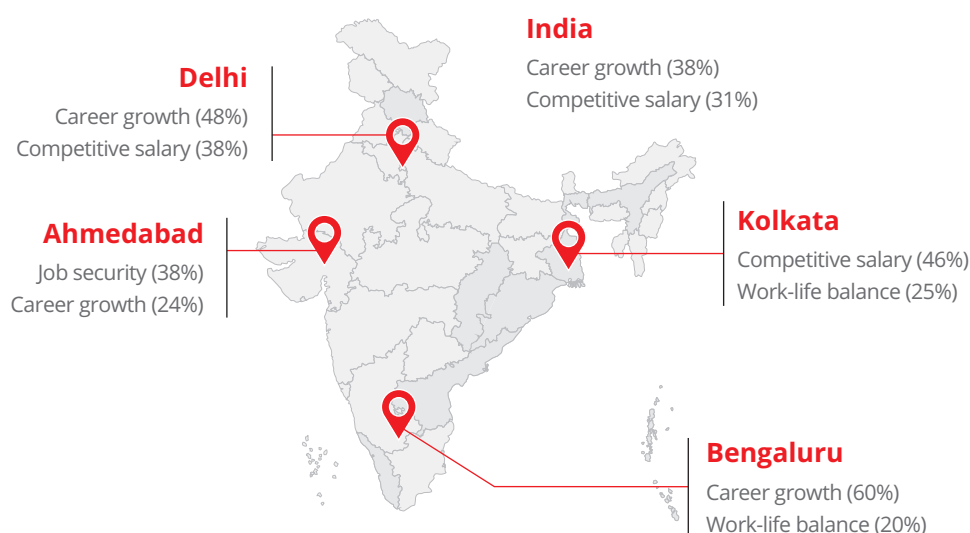 India
Career growth (38%)
Competitive salary (31%)
Delhi
Career growth (48%)
Competitive salary (38%)
Ahmedabad
Job security (38%)
Career growth (24%)
Kolkata
Competitive salary (46%)
Work-life balance (25%)
Bengaluru
Career growth (60%)
Work-life balance (20%)